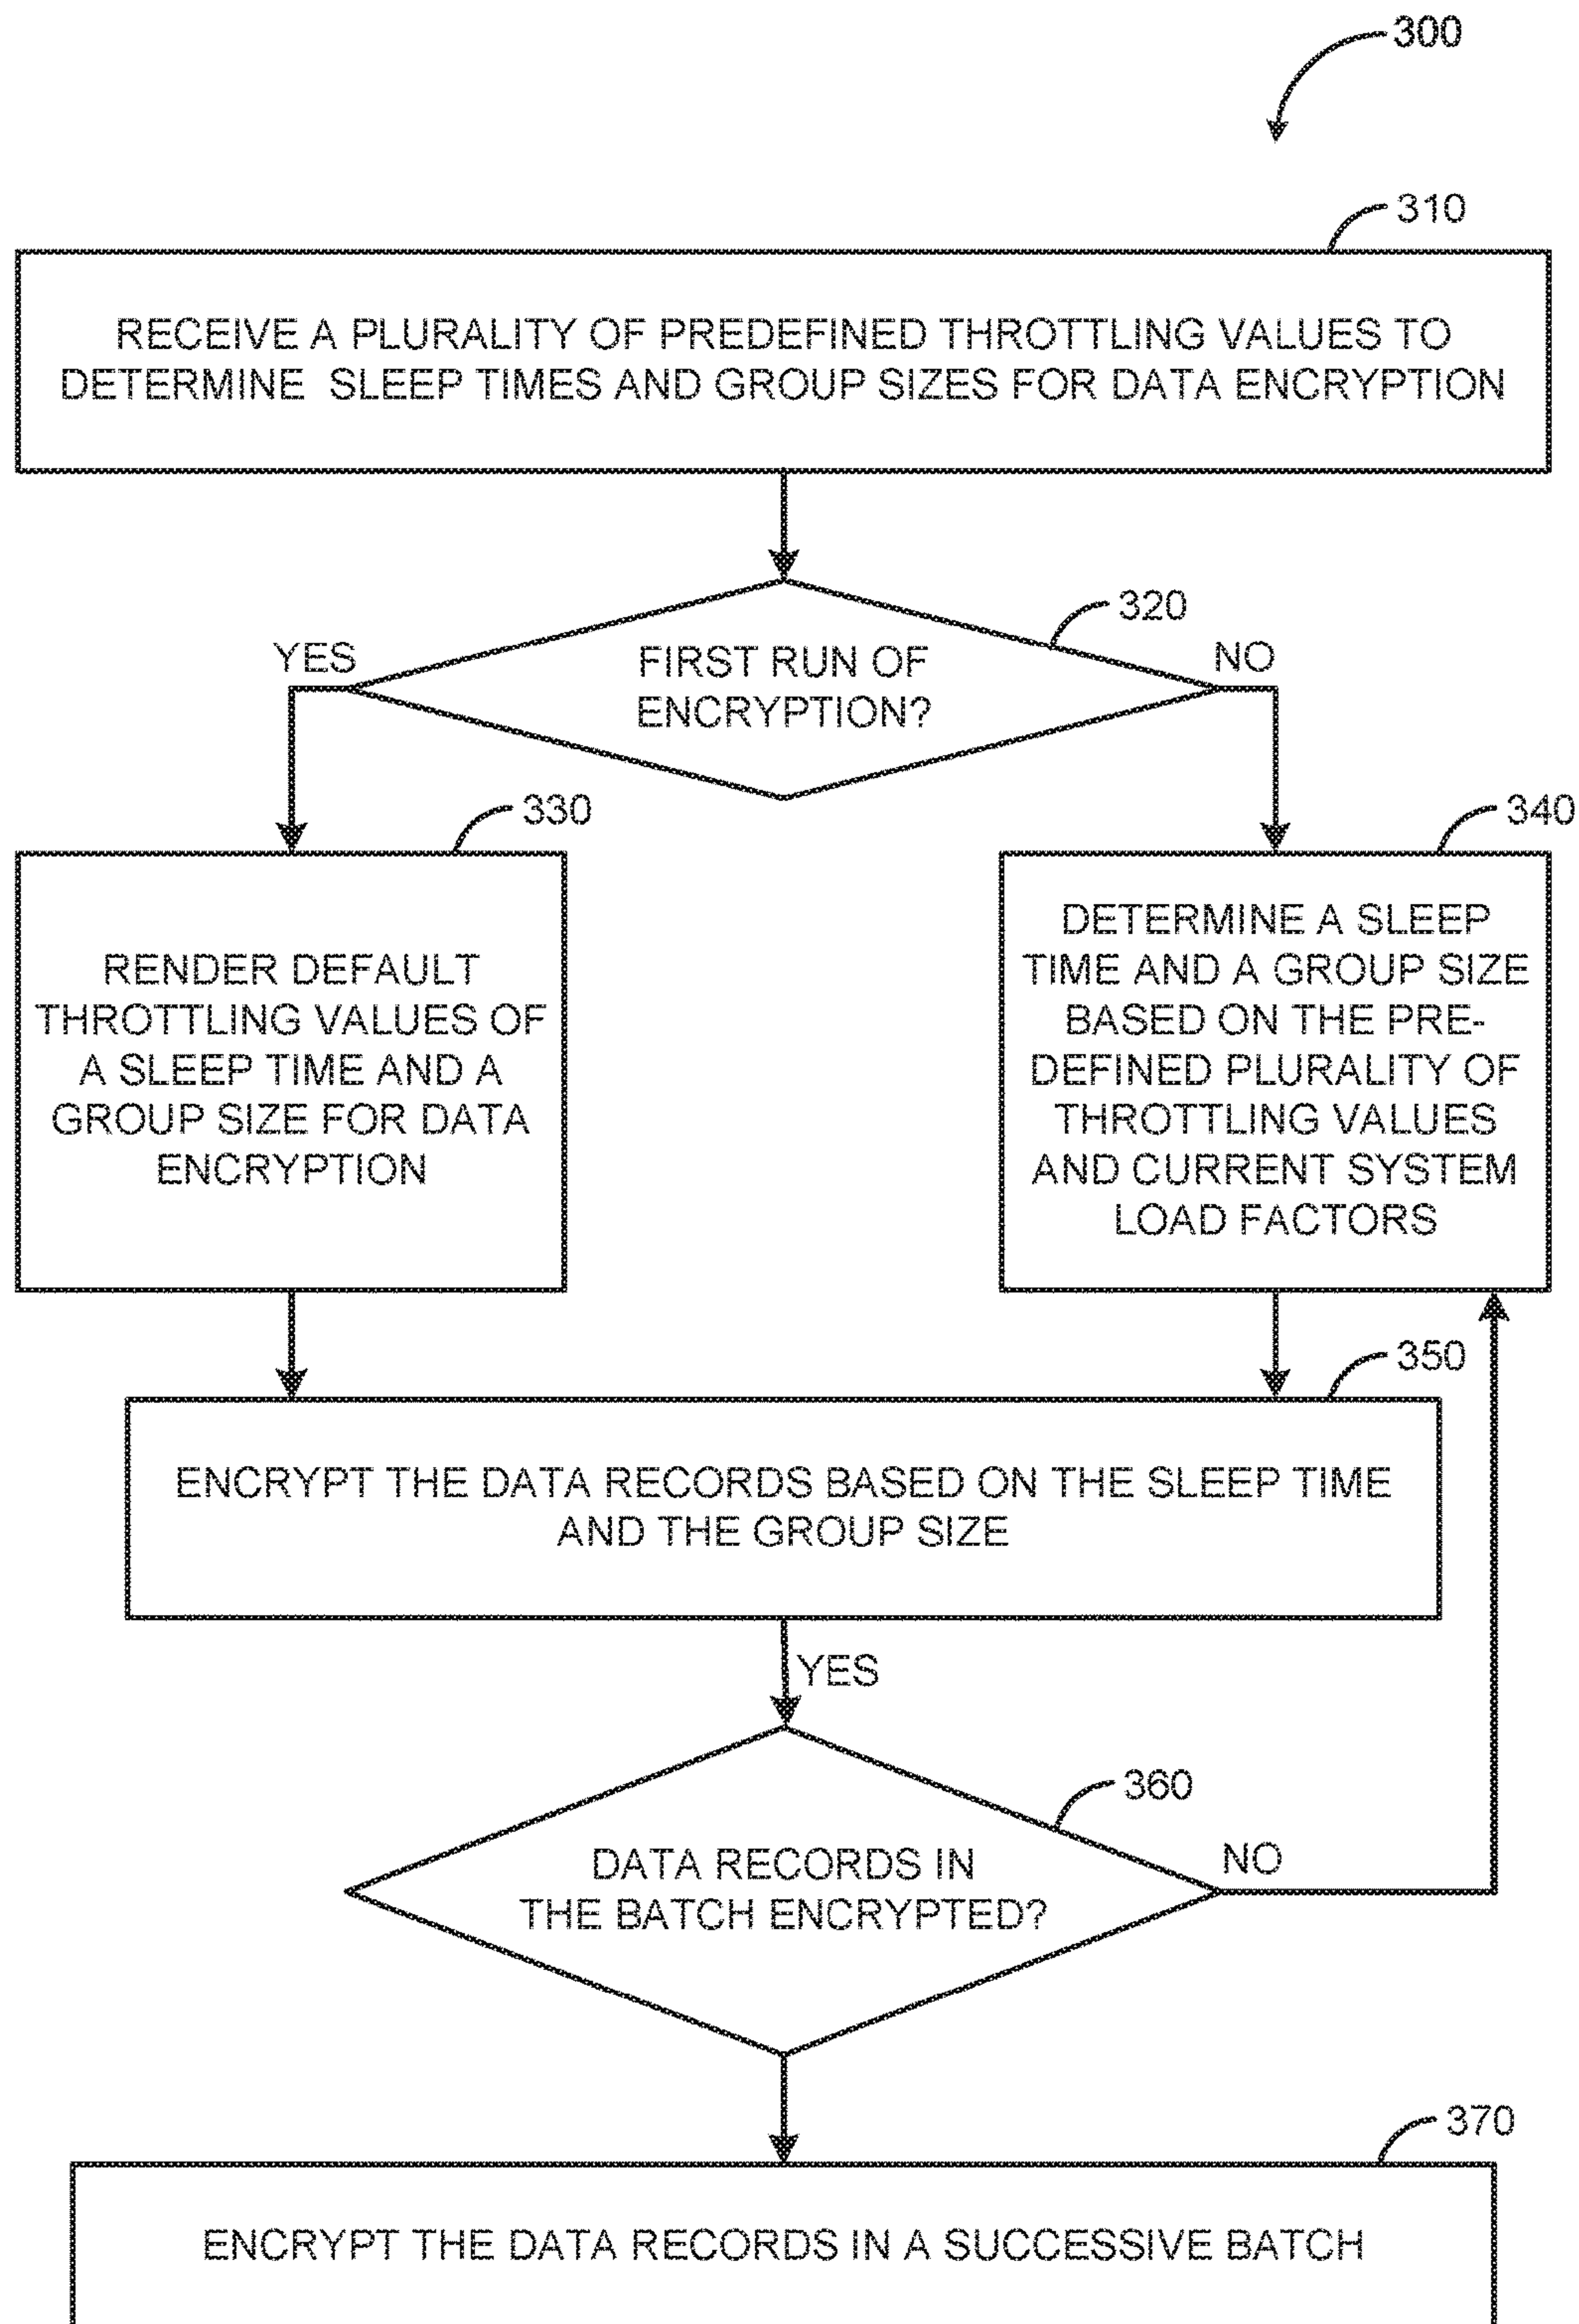 300
310
RECEIVE A PLURALITY OF PREDEFINED THROTTLING VALUES TO
DETERMINE SLEEP TIMES AND GROUP SIZES FOR DATA ENCRYPTION
320
YES
FIRST RUN OF
ENCRYPTION?
NO
330
340
RENDER DEFAULT
THROTTLING VALUES OF
A SLEEP TIME AND A
GROUP SIZE FOR DATA
ENCRYPTION
DETERMINE A SLEEP
TIME AND A GROUP SIZE
BASED ON THE PRE-
DEFINED PLURALITY OF
THROTTLING VALUES
AND CURRENT SYSTEM
LOAD FACTORS
350
ENCRYPT THE DATA RECORDS BASED ON THE SLEEP TIME
AND THE GROUP SIZE
YES
360
DATA RECORDS IN
THE BATCH ENCRYPTED?
NO
370
ENCRYPT THE DATA RECORDS IN A SUCCESSIVE BATCH